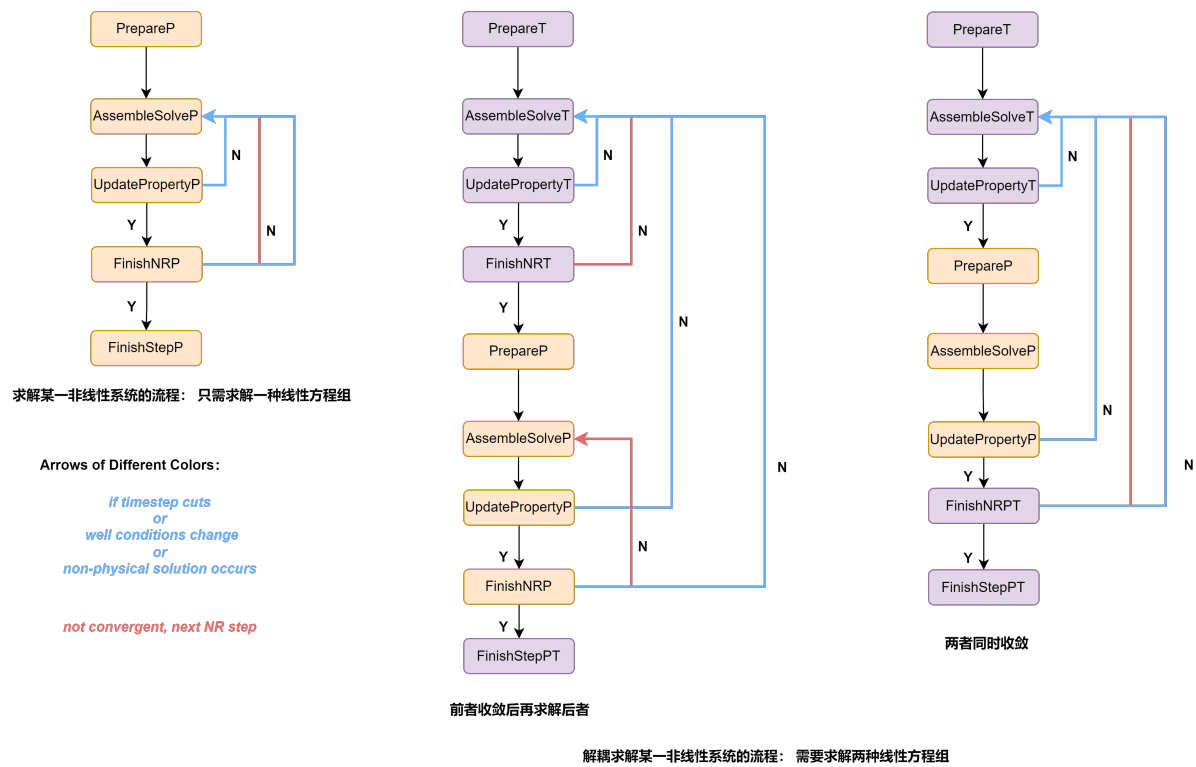 PrepareP
AssembleSolveP
N
UpdatePropertyP
Y
N
FinishNRP
Y
FinishStepP
求解某一非线性系统的流程： 只需求解一种线性方程组
Arrows of Different Colors：
if timestep cuts
or
well conditions change
or
non-physical solution occurs
not convergent, next NR step
PrepareT
AssembleSolveT
N
UpdatePropertyT
Y
N
FinishNRT
Y
N
PrepareP
AssembleSolveP
N
UpdatePropertyP
Y
N
FinishNRP
Y
FinishStepPT
前者收敛后再求解后者
PrepareT
AssembleSolveT
N
UpdatePropertyT
Y
PrepareP
AssembleSolveP
N
UpdatePropertyP
Y
N
FinishNRPT
Y
FinishStepPT
两者同时收敛
解耦求解某一非线性系统的流程： 需要求解两种线性方程组